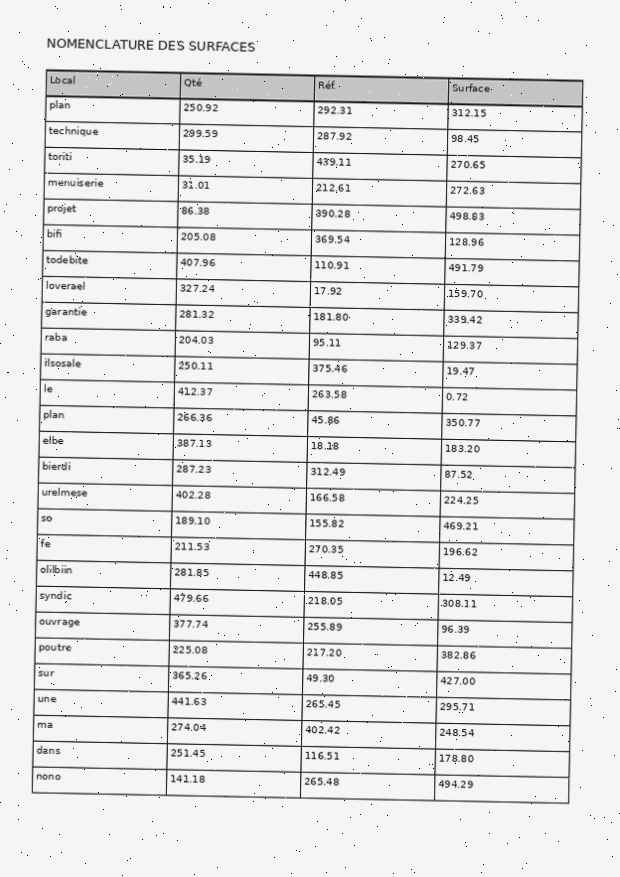 NOMENCLATURE DES SURFACES
Local Qté Réf. Surface
plan 250.92 292.31 312.15
technique 299.59 287.92 98.45
toriti 35.19 439.11 270.65
menuiserie 31.01 212.61 272.63
projet 86.38 390.28 498.83
bifi 205.08 369.54 128.96
todebite 407.96 110.91 491.79
loverael 327.24 17.92 159.70
garantie 281.32 181.80 339.42
raba 204.03 95.11 129.37
ilsosale 250.11 375.46 19.47
le 412.37 263.58 0.72
plan 266.36 45.86 350.77
elbe 387.13 18.18 183.20
bierdi 287.23 312.49 87.52
urelmese 402.28 166.58 224.25
so 189.10 155.82 469.21
fe 211.53 270.35 196.62
olilbiin 281.85 448.85 12.49
syndic 479.66 218.05 308.11
ouvrage 377.74 255.89 96.39
poutre 225.08 217.20 382.86
sur 365.26 49.30 427.00
une 441.63 265.45 295.71
ma 274.04 402.42 248.54
dans 251.45 116.51 178.80
nono 141.18 265.48 494.29